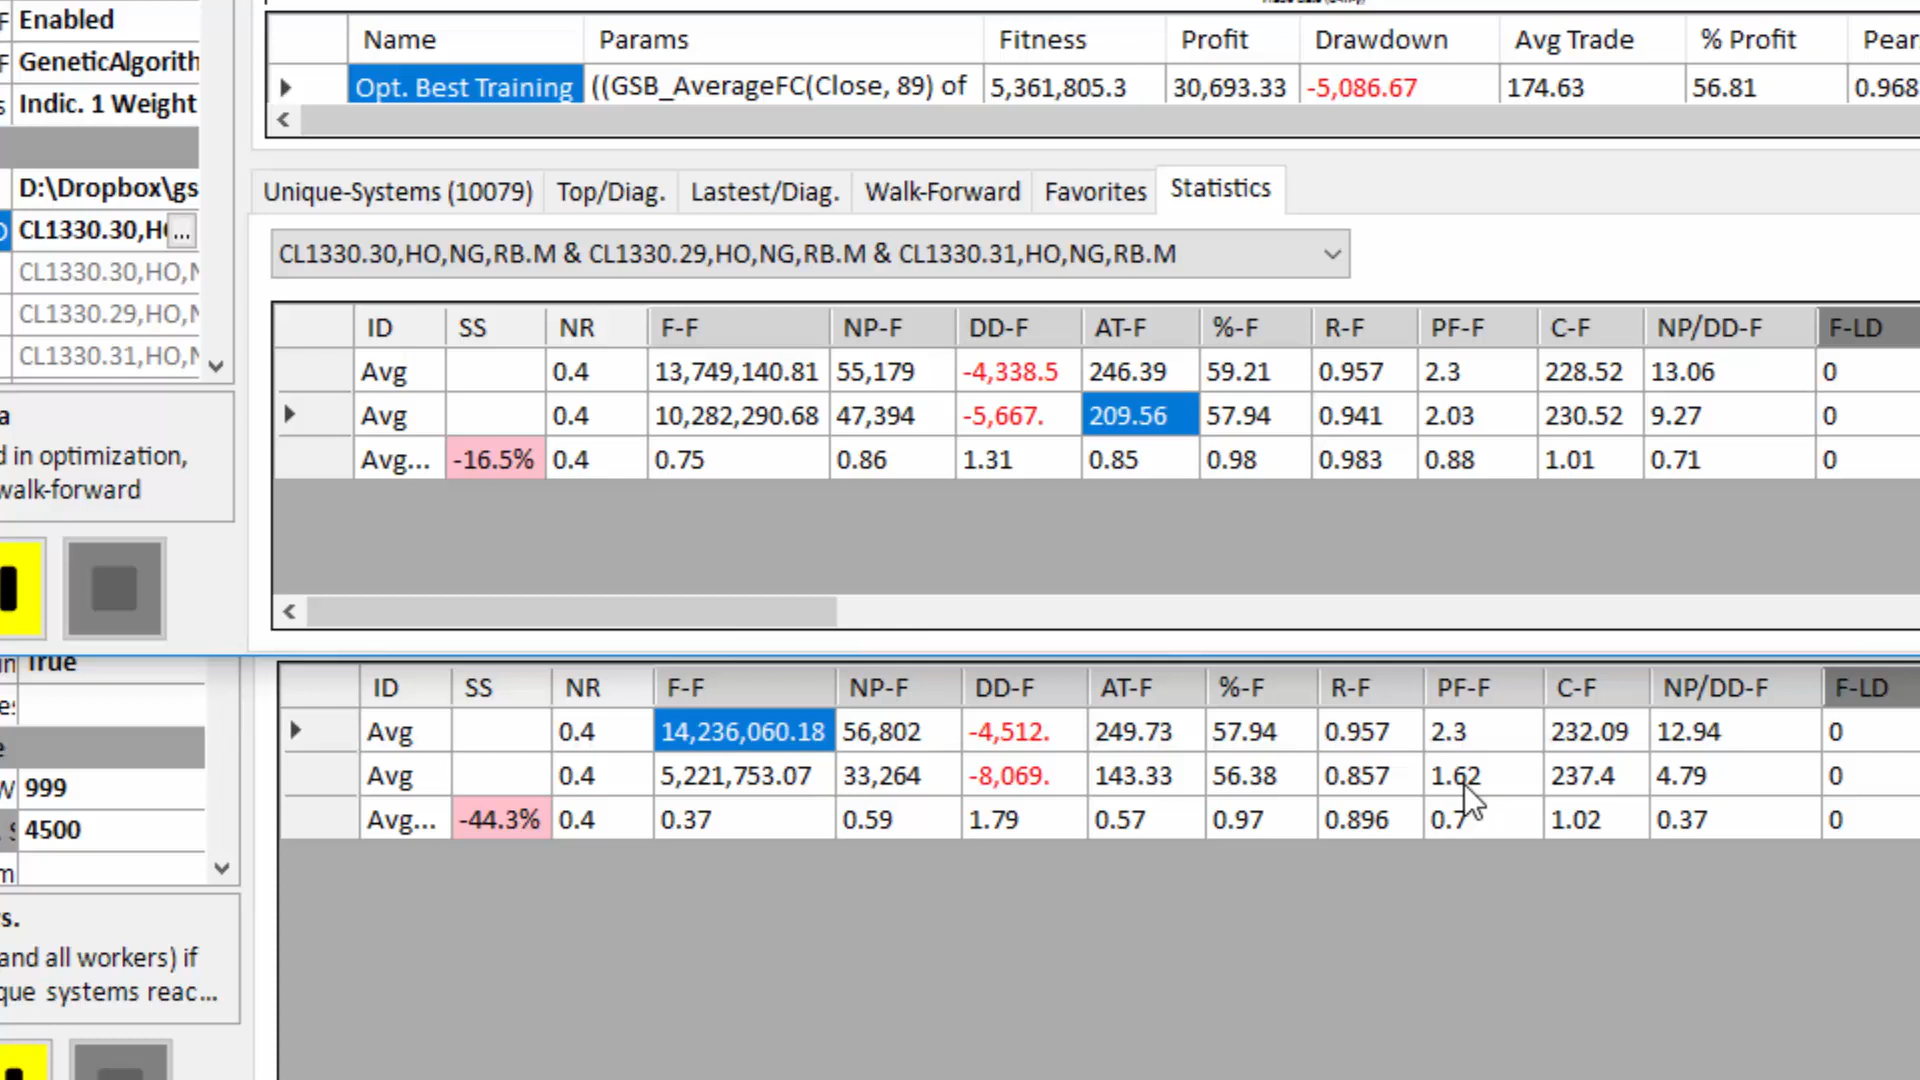 F Enabled
F GeneticAlgorith
s Indic. 1 Weight
D:\Dropbox\gs
CL1330.30,H ...
CL1330.30,HO,N
CL1330.29,HO,N
CL1330.31,HO,N
a
d in optimization,
walk-forward
Name Params Fitness Profit Drawdown Avg Trade % Profit Pears
Opt. Best Training ((GSB_AverageFC(Close, 89) of 5,361,805.3 30,693.33 -5,086.67 174.63 56.81 0.968
Unique-Systems (10079) Top/Diag. Lastest/Diag. Walk-Forward Favorites Statistics
CL1330.30,HO,NG,RB.M & CL1330.29,HO,NG,RB.M & CL1330.31,HO,NG,RB.M
ID SS NR F-F NP-F DD-F AT-F %-F R-F PF-F C-F NP/DD-F F-LD
Avg 0.4 13,749,140.81 55,179 -4,338.5 246.39 59.21 0.957 2.3 228.52 13.06 0
Avg 0.4 10,282,290.68 47,394 -5,667. 209.56 57.94 0.941 2.03 230.52 9.27 0
Avg... -16.5% 0.4 0.75 0.86 1.31 0.85 0.98 0.983 0.88 1.01 0.71 0
in True
es
e
W 999
S 4500
m
s.
and all workers) if
que systems reac...
ID SS NR F-F NP-F DD-F AT-F %-F R-F PF-F C-F NP/DD-F F-LD
Avg 0.4 14,236,060.18 56,802 -4,512. 249.73 57.94 0.957 2.3 232.09 12.94 0
Avg 0.4 5,221,753.07 33,264 -8,069. 143.33 56.38 0.857 1.62 237.4 4.79 0
Avg... -44.3% 0.4 0.37 0.59 1.79 0.57 0.97 0.896 0.7 1.02 0.37 0